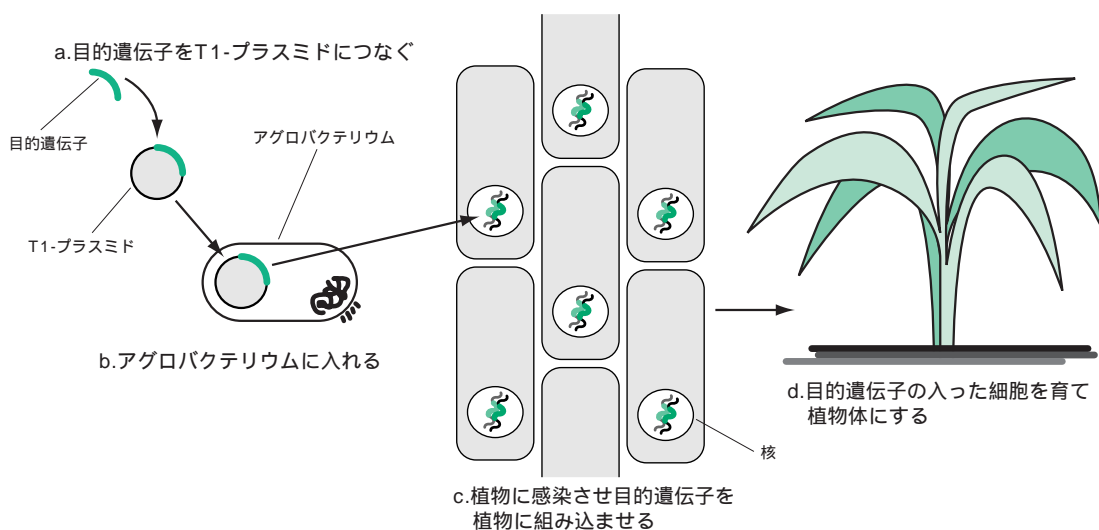 a.目的遺伝子をT1-プラスミドにつなぐ
目的遺伝子
アグロバクテリウム
T1-プラスミド
b.アグロバクテリウムに入れる
d.目的遺伝子の入った細胞を育て
植物体にする
核
c.植物に感染させ目的遺伝子を
植物に組み込ませる